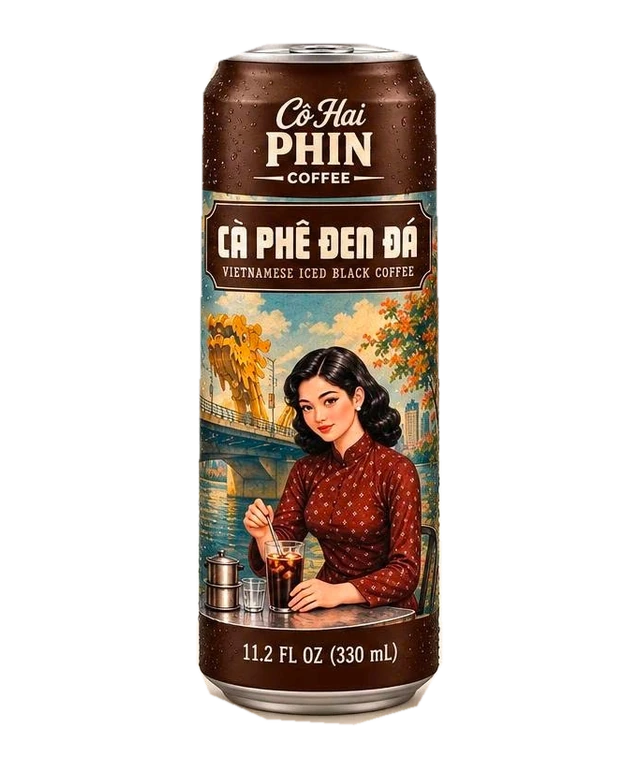 Cô Hai
PHIN
COFFEE
CÀ PHÊ ĐEN ĐÁ
VIETNAMESE ICED BLACK COFFEE
11.2 FL OZ (330 mL)